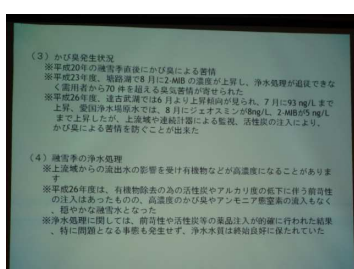 （３）かび臭発生状況
※平成20年の融雪季直後にかび臭による苦情
※平成23年度、塘路湖で8月に2-MIBの濃度が上昇し、浄水処理が追従できな
く需用者から70件を超える臭気苦情が寄せられた
※平成26年度、達古武湖では6月より上昇傾向が見られ、7月に93ng/Lまで
上昇、愛国浄水場原水では、8月にジェオスミンが8ng/L、2-MIBが5ng/L
まで上昇したが、上流域や連続計器による監視、活性炭の注入により、
かび臭による苦情を防ぐことが出来た
（４）融雪季の浄水処理
※上流域からの流出水の影響を受け有機物などが高濃度になることがありま
す
※平成26年度は、有機物除去の為の活性炭やアルカリ度の低下に伴う前苛性
の注入はあったものの、高濃度のかび臭やアンモニア態窒素の流入もなく
、穏やかな融雪水となった
※浄水処理に関しては、前苛性や活性炭等の薬品注入が的確に行われた結果
、特に問題となる事態も発生せず、浄水水質は終始良好に保たれていた